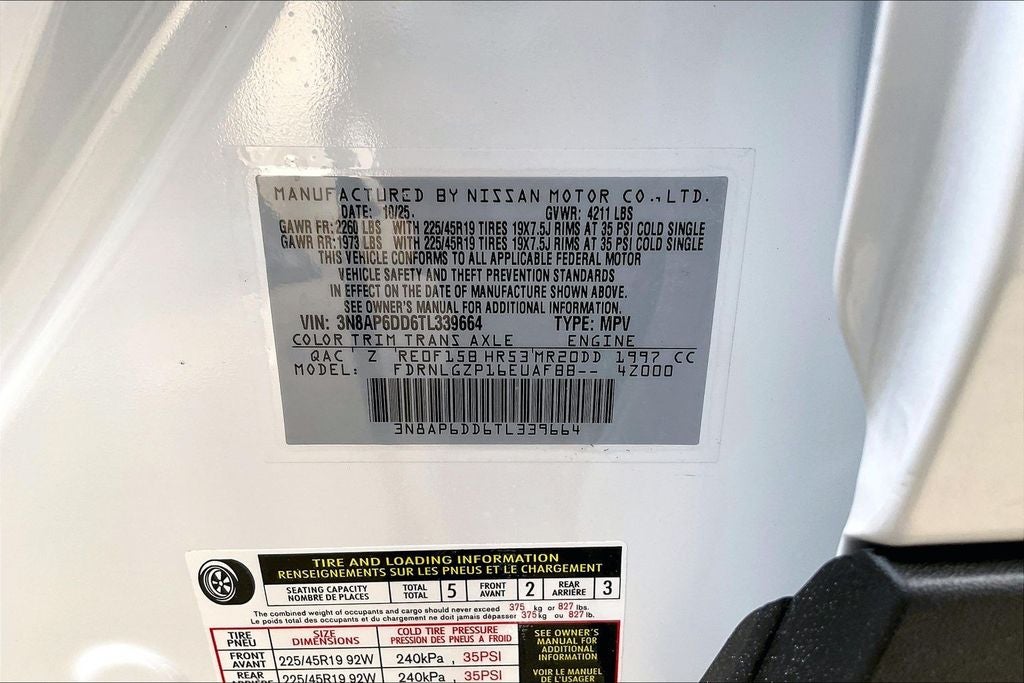 MANUFACTURED BY NISSAN MOTOR CO., LTD.
DATE: 10/25. GVWR: 4211 LBS
GAWR FR: 2260 LBS WITH 225/45R19 TIRES 19X7.5J RIMS AT 35 PSI COLD SINGLE
GAWR RR: 1973 LBS WITH 225/45R19 TIRES 19X7.5J RIMS AT 35 PSI COLD SINGLE
THIS VEHICLE CONFORMS TO ALL APPLICABLE FEDERAL MOTOR
VEHICLE SAFETY AND THEFT PREVENTION STANDARDS
IN EFFECT ON THE DATE OF MANUFACTURE SHOWN ABOVE.
SEE OWNER'S MANUAL FOR ADDITIONAL INFORMATION.
VIN: 3N8AP6DD6TL339664 TYPE: MPV
COLOR TRIM TRANS AXLE ENGINE
QAC ' Z 'RE0F15B HR53'MR20DD 1997 CC
MODEL: FDRNLGZP16EUAFBB-- 4Z000
3N8AP6DD6TL339664
TIRE AND LOADING INFORMATION
RENSEIGNEMENTS SUR LES PNEUS ET LE CHARGEMENT
SEATING CAPACITY TOTAL 5 FRONT 2 REAR 3
NOMBRE DE PLACES TOTAL AVANT ARRIÈRE
The combined weight of occupants and cargo should never exceed 375 kg or 827 lbs.
Le poids total des occupants et du chargement ne doit jamais dépasser 375 kg ou 827 lb.
TIRE SIZE COLD TIRE PRESSURE SEE OWNER'S
PNEU DIMENSIONS PRESSION DES PNEUS A FROID MANUAL FOR
FRONT 225/45R19 92W 240kPa , 35PSI ADDITIONAL
AVANT INFORMATION
REAR 225/45R19 92W 240kPa , 35PSI VOIR LE MANUEL
DE L'USAGER